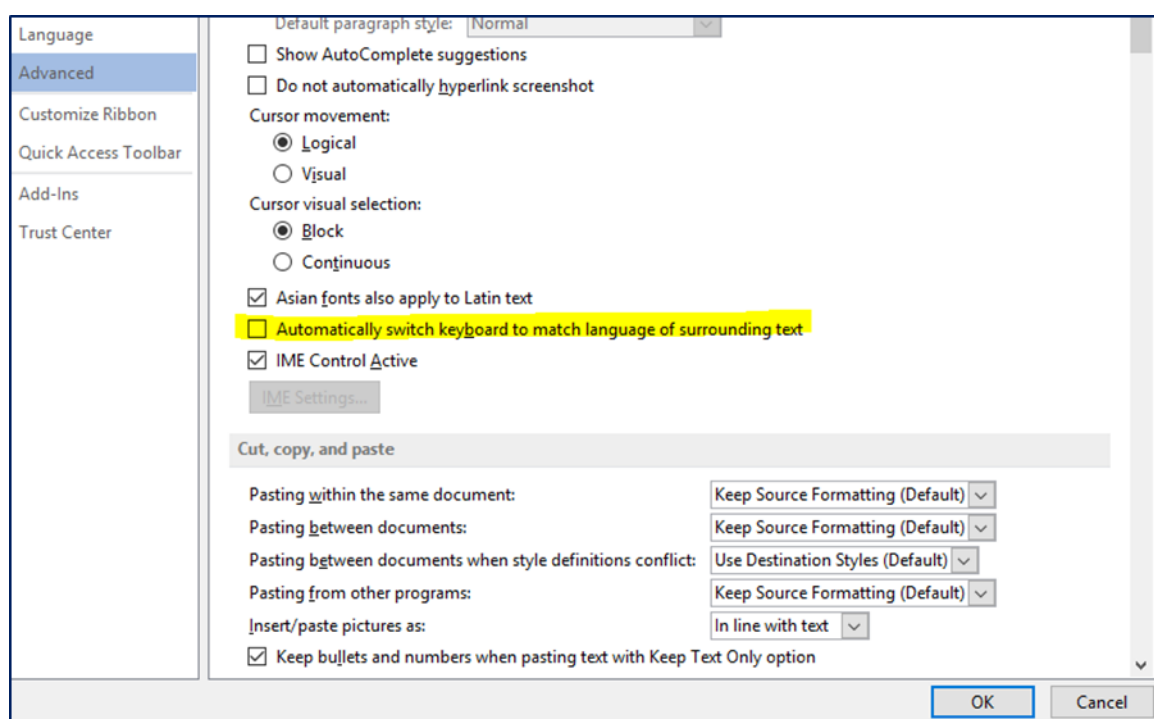 Language
Advanced
Customize Ribbon
Quick Access Toolbar
Add-Ins
Trust Center
Default paragraph style: Normal
Show AutoComplete suggestions
Do not automatically hyperlink screenshot
Cursor movement:
Logical
Visual
Cursor visual selection:
Block
Continuous
Asian fonts also apply to Latin text
Automatically switch keyboard to match language of surrounding text
IME Control Active
IME Settings...
Cut, copy, and paste
Pasting within the same document: Keep Source Formatting (Default)
Pasting between documents: Keep Source Formatting (Default)
Pasting between documents when style definitions conflict: Use Destination Styles (Default)
Pasting from other programs: Keep Source Formatting (Default)
Insert/paste pictures as: In line with text
Keep bullets and numbers when pasting text with Keep Text Only option
OK Cancel